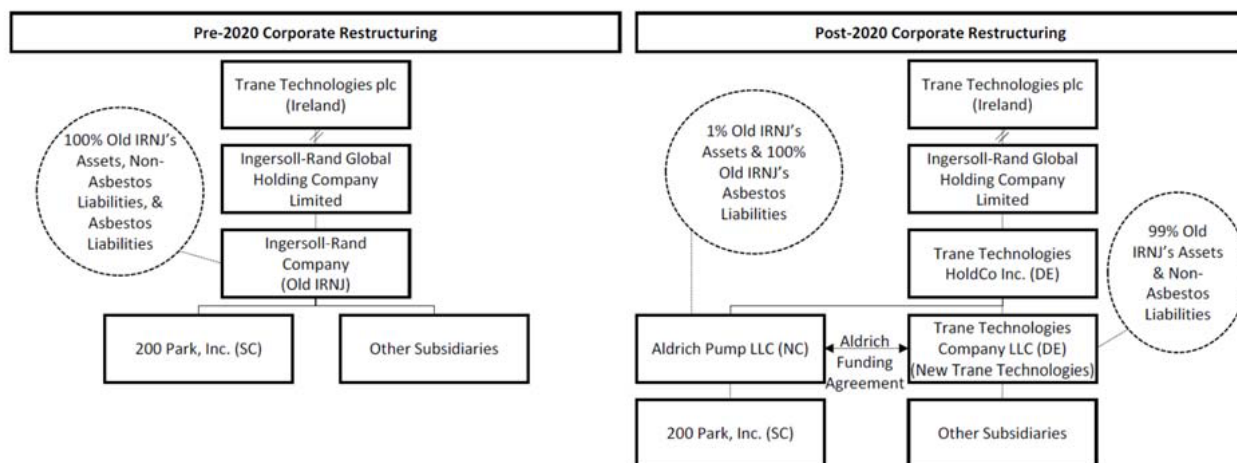 Pre-2020 Corporate Restructuring
Trane Technologies plc
(Ireland)
100% Old IRNJ's
Assets, Non-
Asbestos
Liabilities, &
Asbestos
Liabilities
Ingersoll-Rand Global
Holding Company
Limited
Ingersoll-Rand
Company
(Old IRNJ)
200 Park, Inc. (SC)
Other Subsidiaries
Post-2020 Corporate Restructuring
Trane Technologies plc
(Ireland)
1% Old IRNJ's
Assets & 100%
Old IRNJ's
Asbestos
Liabilities
Ingersoll-Rand Global
Holding Company
Limited
Trane Technologies
HoldCo Inc. (DE)
99% Old
IRNJ's Assets
& Non-
Asbestos
Liabilities
Aldrich Pump LLC (NC)
Aldrich
Funding
Agreement
Trane Technologies
Company LLC (DE)
(New Trane Technologies)
200 Park, Inc. (SC)
Other Subsidiaries